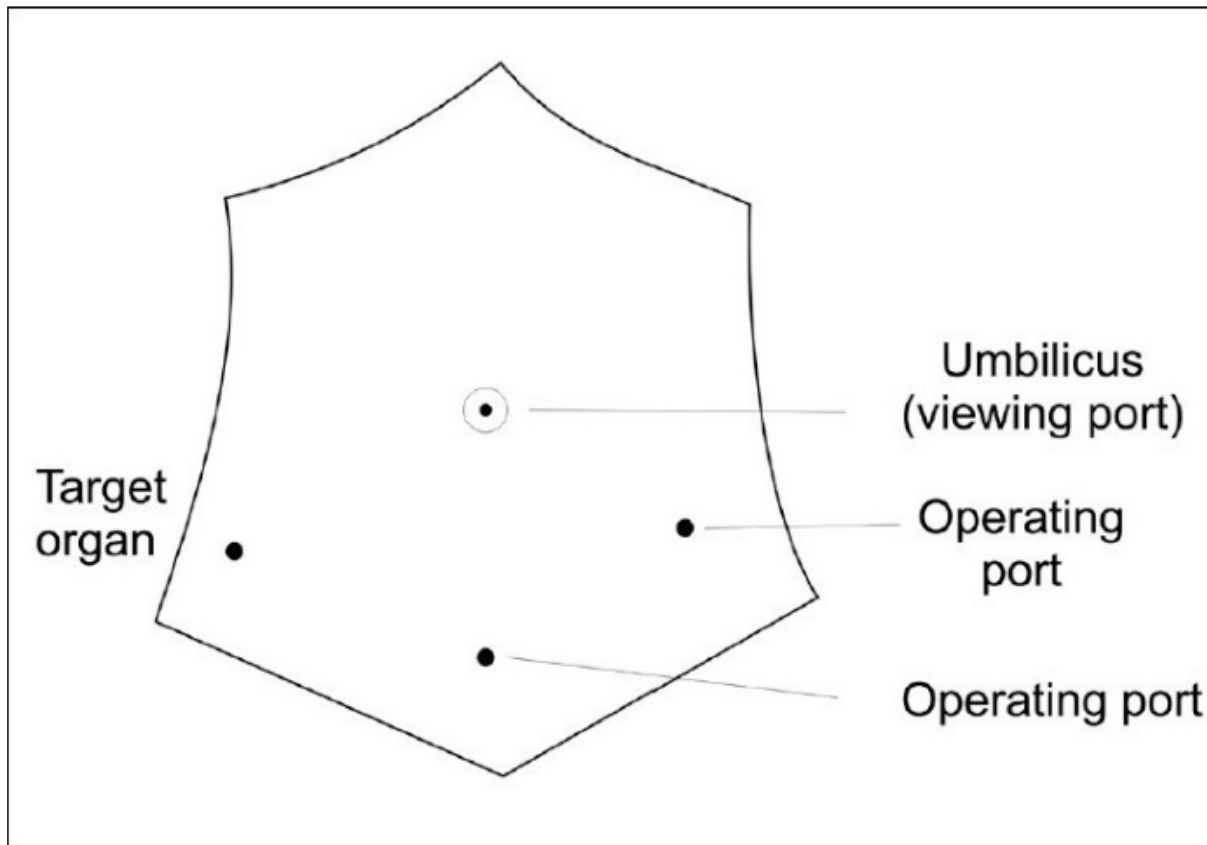 Umbilicus
(viewing port)
Target
organ
Operating
port
Operating port